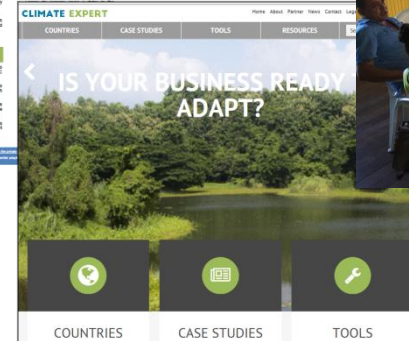 CLIMATE EXPERT
Home About Partner News Contact
COUNTRIES CASE STUDIES TOOLS RESOURCES
IS YOUR BUSINESS READY
ADAPT?
COUNTRIES CASE STUDIES TOOLS